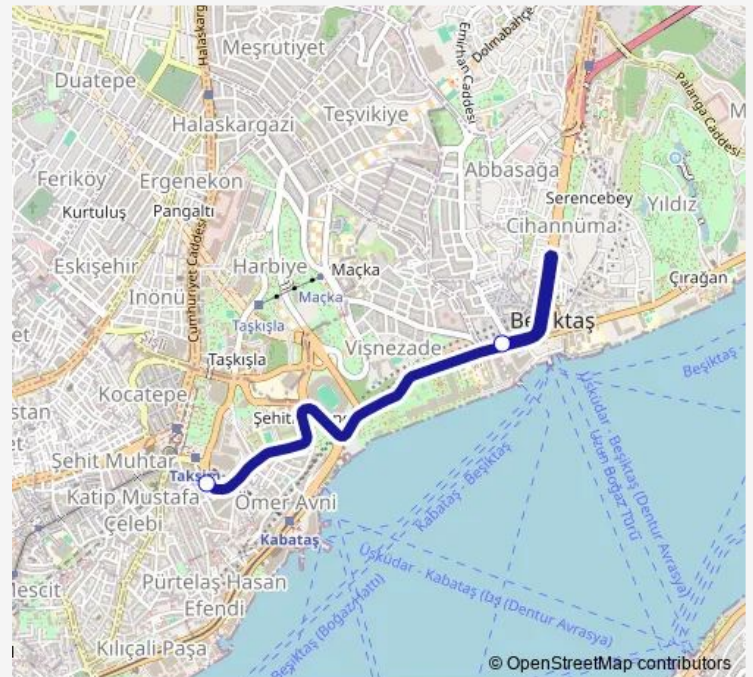 Halaskarg
Meşrutiyet
Emirhan Caddesi
Dolmabahçe
Duatepe
Teşvikiye
Palanga Caddesi
Halaskargazi
Abbasağa
Feriköy
Ergenekon
Serencebey
Yıldız
Kurtuluş
Pangaltı
Cihannüma
Cumhuriyet Caddesi
Eskişehir
Harbiye
Maçka
Çırağan
İnönü
Maçka
Taşkışla
Vişnezade
Taşkışla
Beşiktaş
Kocatepe
Şehit
Şehit Muhtar
Taksim
Katip Mustafa
Çelebi
Ömer Avni
Kabataş
Kabataş - Beşiktaş
Üsküdar - Beşiktaş (Dentur Avrasya)
Uzun Boğaz Turu
Üsküdar - Kabataş (bş (Dentur Avrasya)
Pürtelaş Hasan
Efendi
Beşiktaş (Boğaz Hattı)
Kılıçali Paşa
© OpenStreetMap contributors